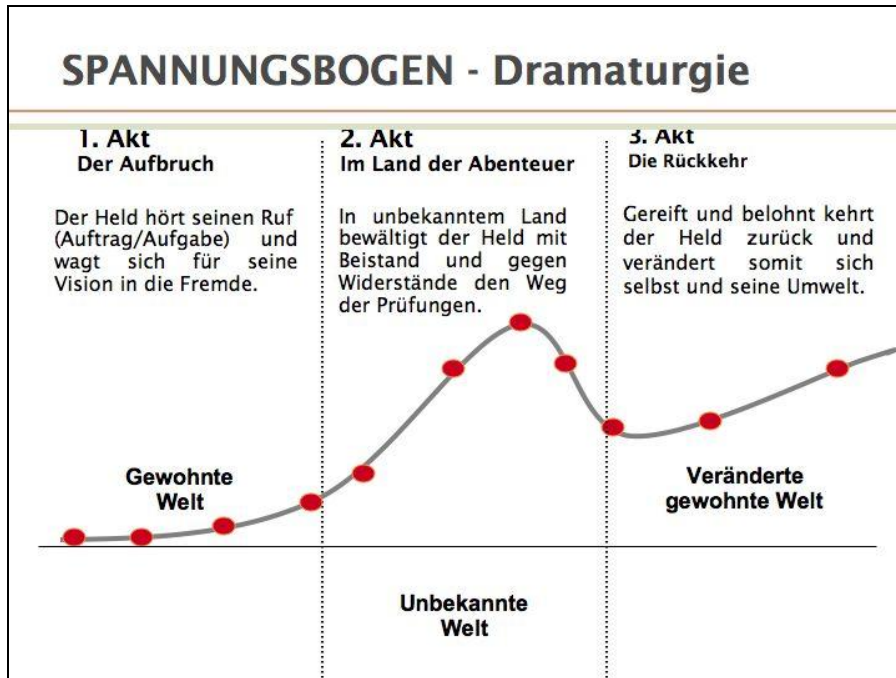 SPANNUNGSBOGEN - Dramaturgie
1. Akt
Der Aufbruch
Der Held hört seinen Ruf
(Auftrag/Aufgabe) und
wagt sich für seine
Vision in die Fremde.
2. Akt
Im Land der Abenteuer
In unbekanntem Land
bewältigt der Held mit
Beistand und gegen
Widerstände den Weg
der Prüfungen.
3. Akt
Die Rückkehr
Gereift und belohnt kehrt
der Held zurück und
verändert somit sich
selbst und seine Umwelt.
Gewohnte
Welt
Unbekannte
Welt
Veränderte
gewohnte Welt